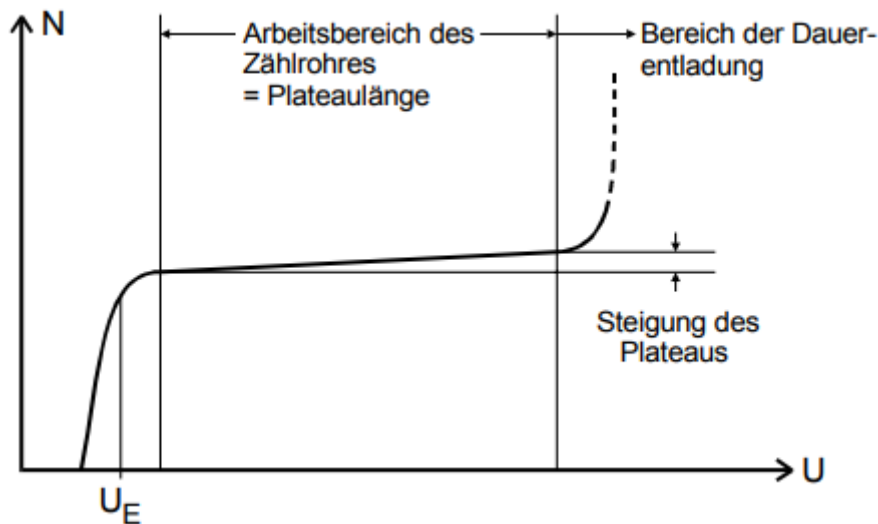 N
Arbeitsbereich des
Zählrohres
= Plateaulänge
Bereich der Dauer-
entladung
Steigung des
Plateaus
U
U_E